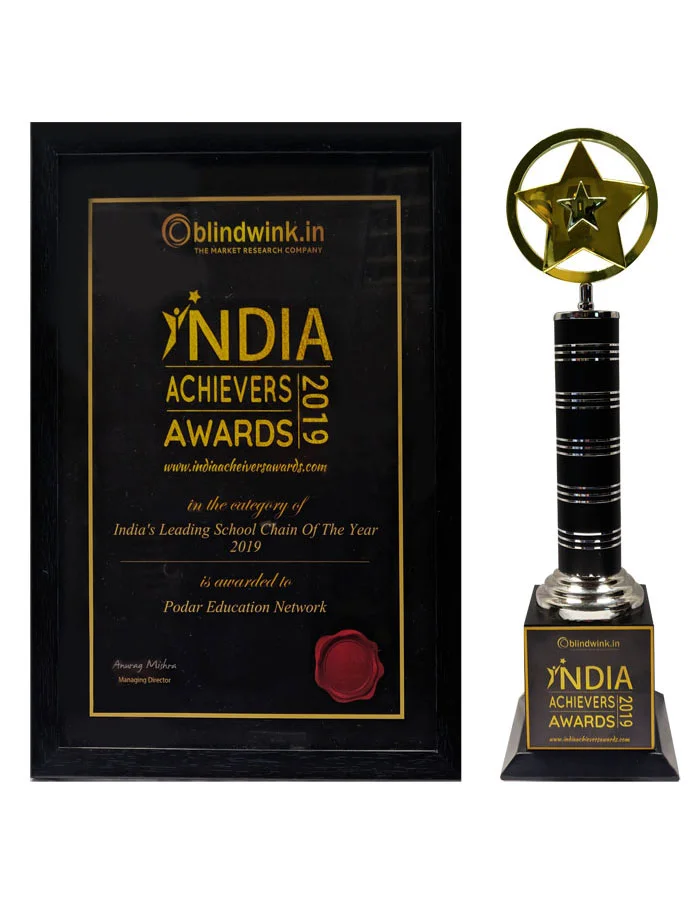 blindwink.in
THE MARKET RESEARCH COMPANY
INDIA
ACHIEVERS
AWARDS
2019
www.indiaacheiversawards.com
in the category of
India's Leading School Chain Of The Year
2019
is awarded to
Podar Education Network
Anurag Mishra
Managing Director
blindwink.in
INDIA
ACHIEVERS
AWARDS
2019
www.indiaachieversawards.com